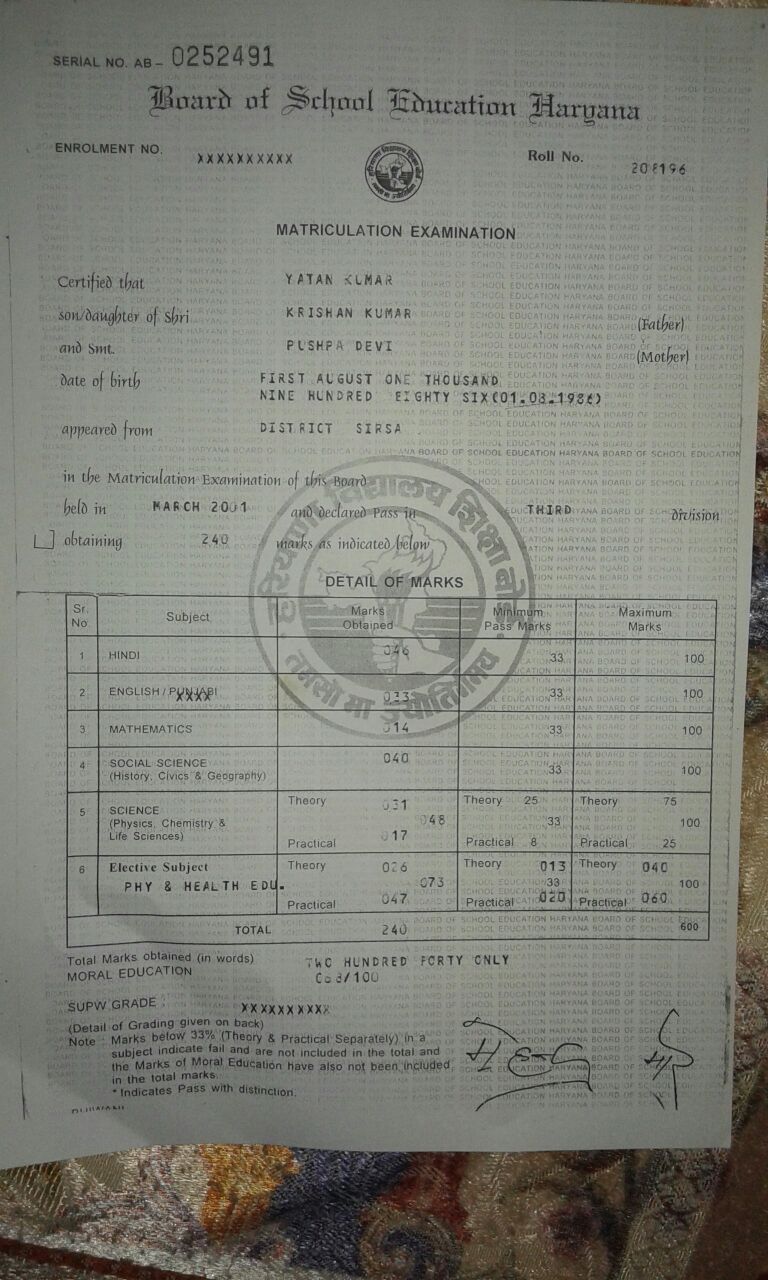 SERIAL NO. AB – 0252491
Board of School Education Haryana
ENROLMENT NO. XXXXXXXXXX Roll No.
MATRICULATION EXAMINATION
Certified that YATAN KUMAR
son/daughter of Shri KRISHAN KUMAR (Father)
and Smt. PUSHPA DEVI (Mother)
date of birth FIRST AUGUST ONE THOUSAND
NINE HUNDRED EIGHTY SIX(01.08.1986)
appeared from DISTRICT SIRSA
in the Matriculation Examination of this Board
held in MARCH 2001 and declared Pass in THIRD division
obtaining 240 marks as indicated below
हरियाणा विद्यालय शिक्षा बोर्ड
तमसो मा ज्योतिर्गमय
DETAIL OF MARKS
Sr. No. Subject Marks Obtained Minimum Pass Marks Maximum Marks
1 HINDI 046 33 100
2 ENGLISH / PUNJABI 033 33 100
XXXX
3 MATHEMATICS 014 33 100
4 SOCIAL SCIENCE 040 33 100
(History, Civics & Geography)
5 SCIENCE Theory 031 Theory 25 Theory 75
(Physics, Chemistry & 048 33 100
Life Sciences) Practical 017 Practical 8 Practical 25
6 Elective Subject Theory 026 Theory 013 Theory 040
PHY & HEALTH EDU. 073 33 100
Practical 047 Practical 020 Practical 060
TOTAL 240 600
Total Marks obtained (in words) TWO HUNDRED FORTY ONLY
MORAL EDUCATION /100
SUPW GRADE : XXXXXXXXXX
(Detail of Grading given on back)
Note : Marks below 33% (Theory & Practical Separately) in a
subject indicate fail and are not included in the total and
the Marks of Moral Education have also not been included
in the total marks.
* Indicates Pass with distinction.